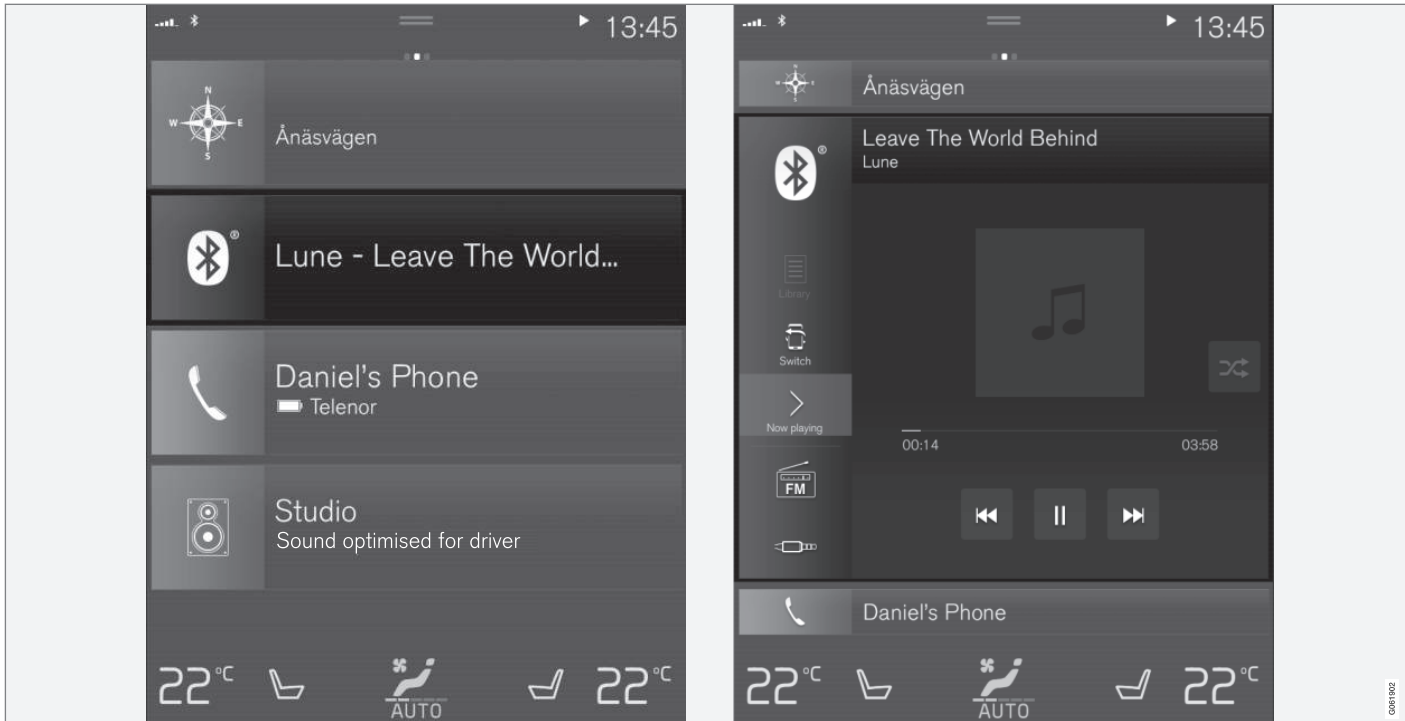 13:45
N
W E
S
Ånäsvägen
®
Lune - Leave The World...
Daniel's Phone
Telenor
Studio
Sound optimised for driver
22°C
AUTO
22°C
13:45
N
W E
S
Ånäsvägen
®
Leave The World Behind
Lune
Library
Switch
Now playing
00:14
03:58
FM
Daniel's Phone
22°C
AUTO
22°C
G061902